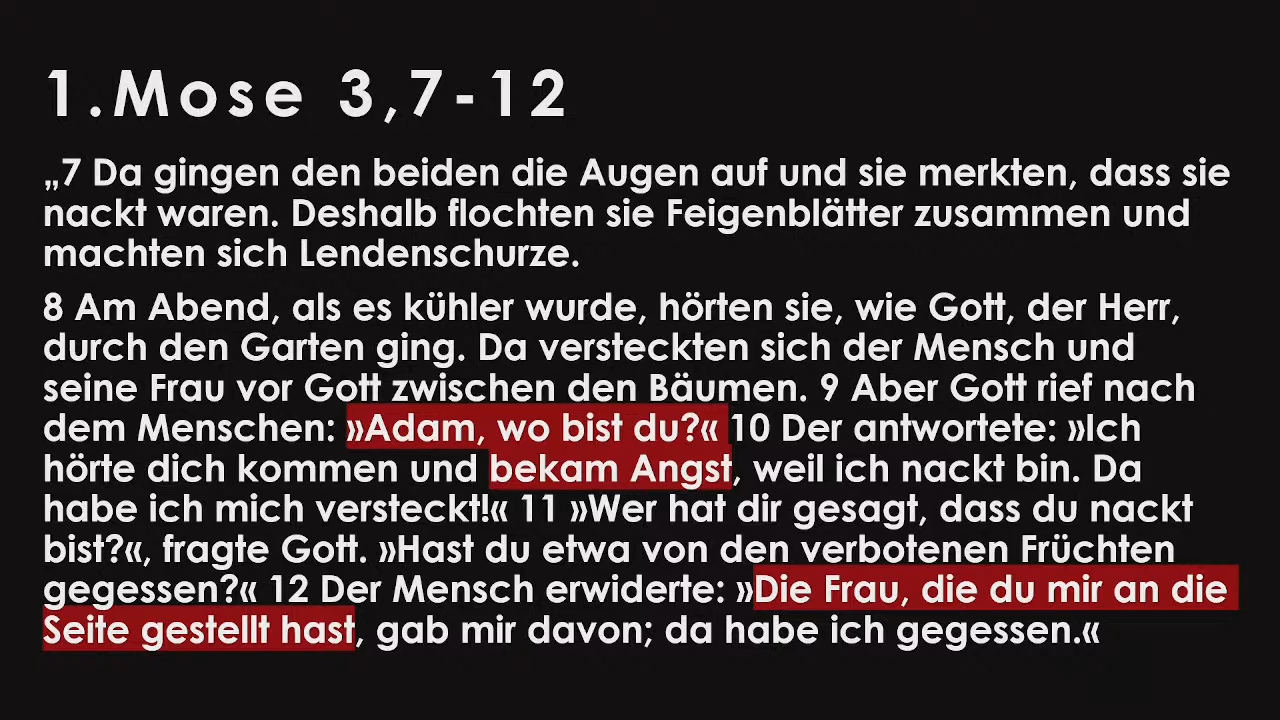 1.Mose 3,7-12
„7 Da gingen den beiden die Augen auf und sie merkten, dass sie
nackt waren. Deshalb flochten sie Feigenblätter zusammen und
machten sich Lendenschurze.
8 Am Abend, als es kühler wurde, hörten sie, wie Gott, der Herr,
durch den Garten ging. Da versteckten sich der Mensch und
seine Frau vor Gott zwischen den Bäumen. 9 Aber Gott rief nach
dem Menschen: »Adam, wo bist du?« 10 Der antwortete: »Ich
hörte dich kommen und bekam Angst, weil ich nackt bin. Da
habe ich mich versteckt!« 11 »Wer hat dir gesagt, dass du nackt
bist?«, fragte Gott. »Hast du etwa von den verbotenen Früchten
gegessen?« 12 Der Mensch erwiderte: »Die Frau, die du mir an die
Seite gestellt hast, gab mir davon; da habe ich gegessen.«